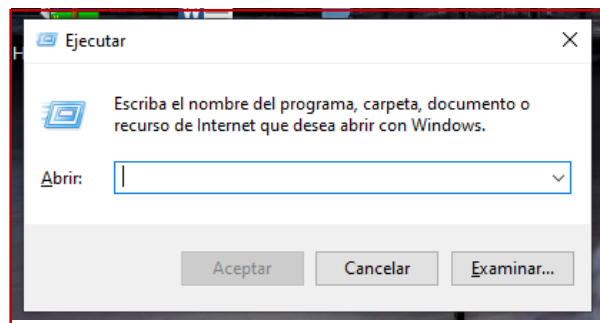 Ejecutar
H
Escriba el nombre del programa, carpeta, documento o
recurso de Internet que desea abrir con Windows.
Abrir:
Aceptar Cancelar Examinar...